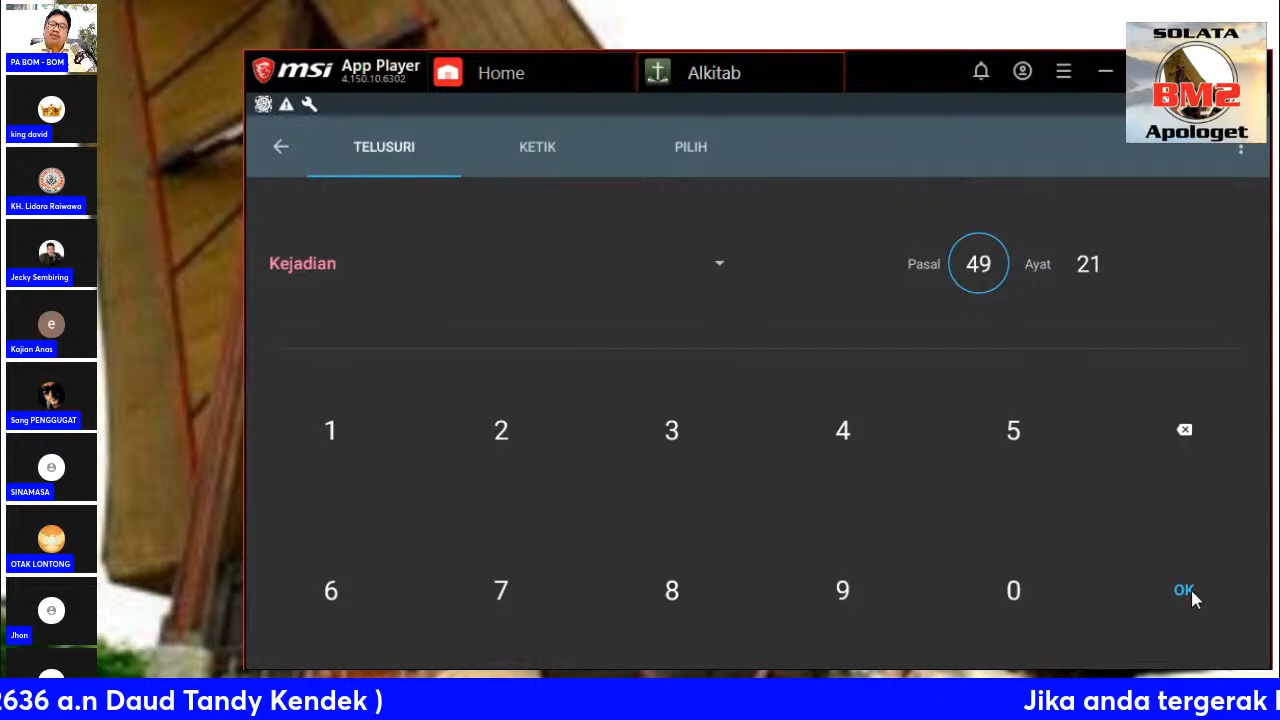 PA BOM - BOM
king david
KH. Lidara Raiwawa
Jecky Sembiring
e
Kajian Anas
Sang PENGGUGAT
SINAMASA
OTAK LONTONG
Jhon
msi App Player
4.150.10.6302
Home
Alkitab
SOLATA
BM2
Apologet
TELUSURI KETIK PILIH
Kejadian
Pasal 49 Ayat 21
1 2 3 4 5
6 7 8 9 0 OK
2636 a.n Daud Tandy Kendek )
Jika anda tergerak